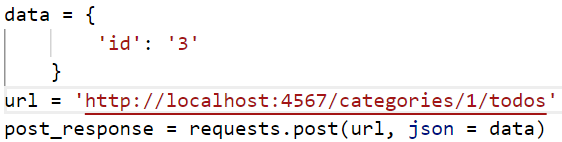 data = {
'id': '3'
}
url = 'http://localhost:4567/categories/1/todos'
post_response = requests.post(url, json = data)